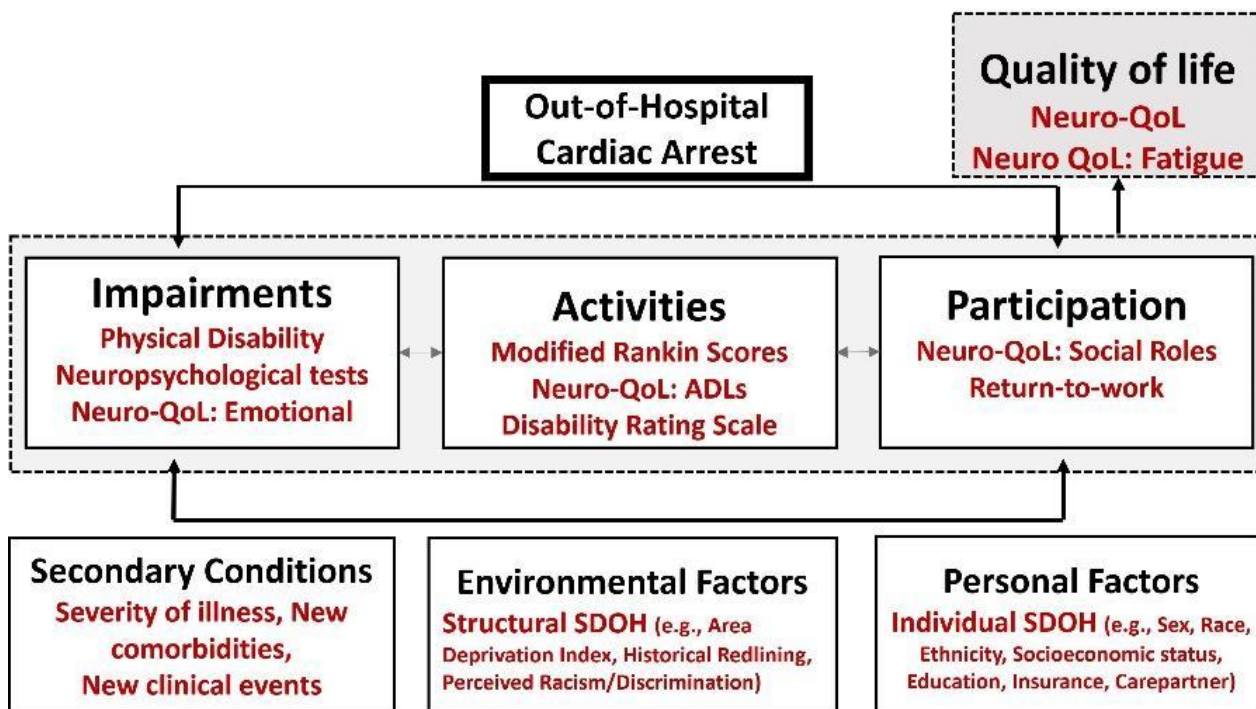 Out-of-Hospital
Cardiac Arrest
Quality of life
Neuro-QoL
Neuro QoL: Fatigue
Impairments
Physical Disability
Neuropsychological tests
Neuro-QoL: Emotional
Activities
Modified Rankin Scores
Neuro-QoL: ADLs
Disability Rating Scale
Participation
Neuro-QoL: Social Roles
Return-to-work
Secondary Conditions
Severity of illness, New
comorbidities,
New clinical events
Environmental Factors
Structural SDOH (e.g., Area
Deprivation Index, Historical Redlining,
Perceived Racism/Discrimination)
Personal Factors
Individual SDOH (e.g., Sex, Race,
Ethnicity, Socioeconomic status,
Education, Insurance, Carepartner)